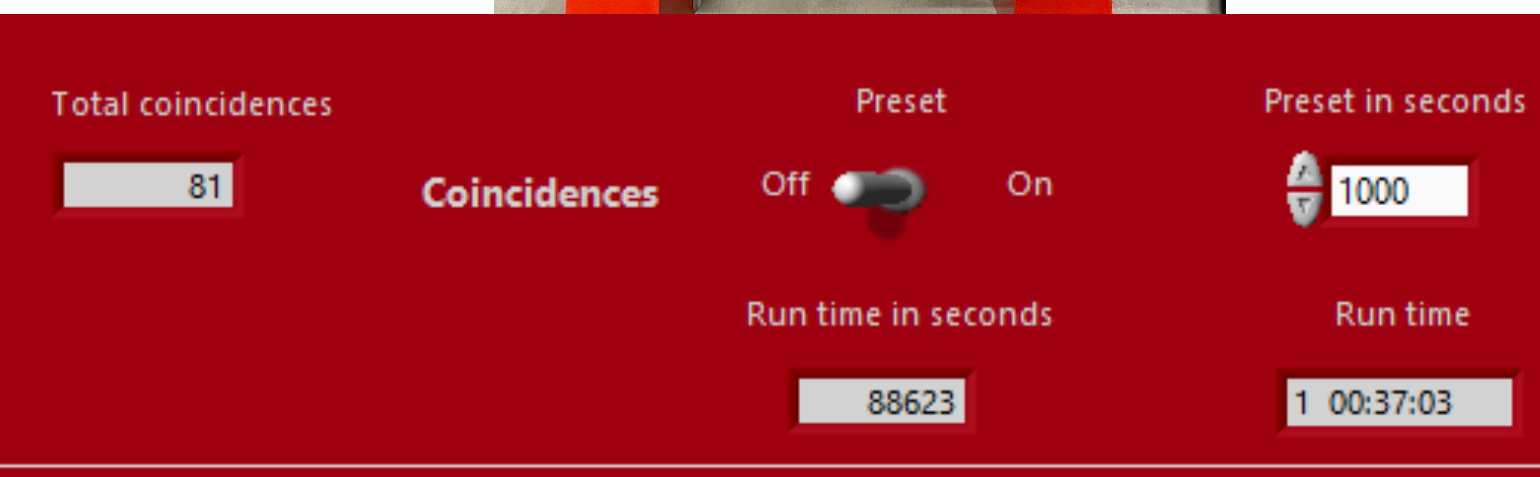 Total coincidences
Preset
Preset in seconds
81
Coincidences
Off
On
1000
Run time in seconds
Run time
88623
1 00:37:03